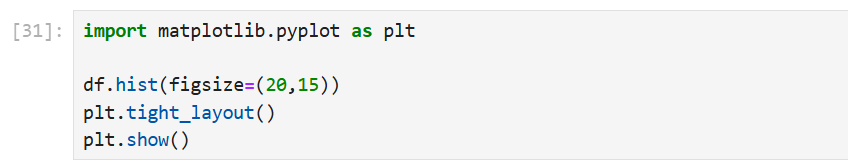 [31]: import matplotlib.pyplot as plt
df.hist(figsize=(20,15))
plt.tight_layout()
plt.show()